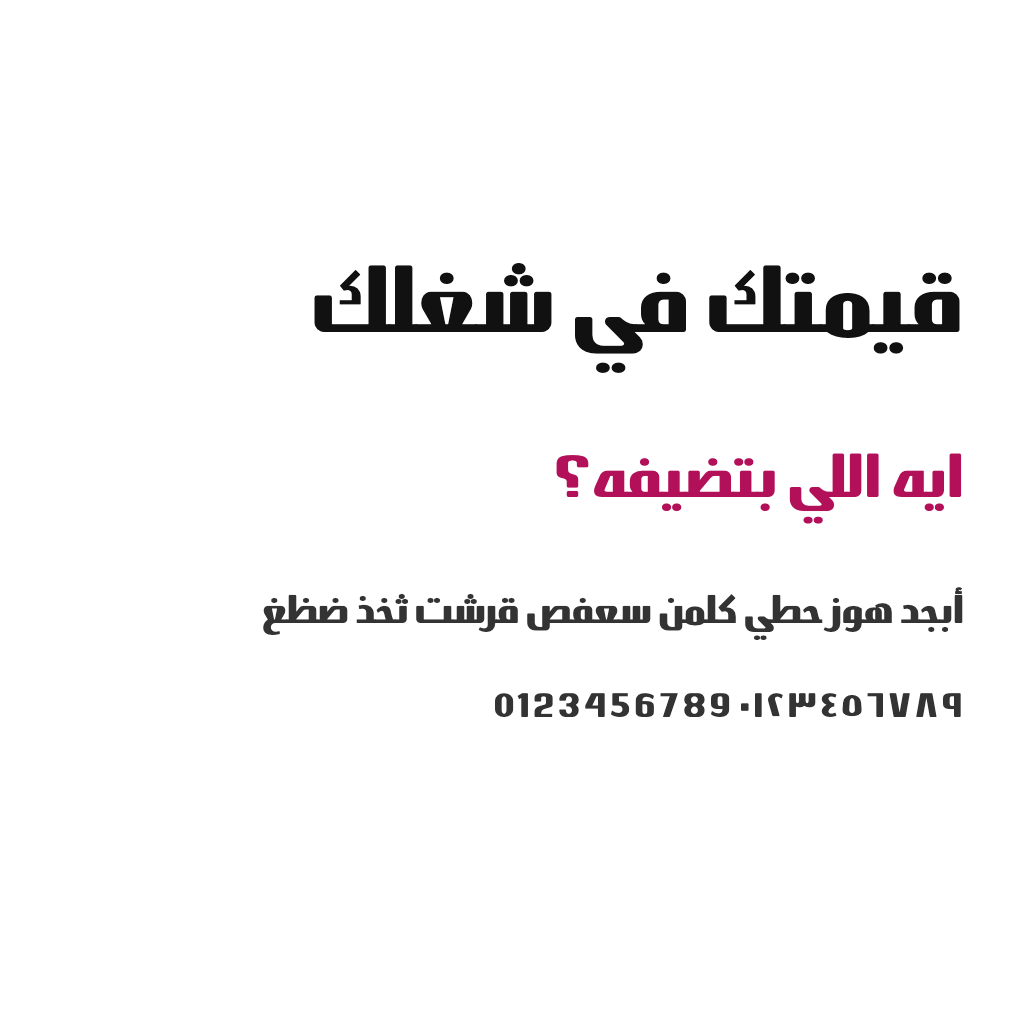 قيمتك في شغلك
ايه اللي بتضيفه؟
أبجد هوز حطي كلمن سعفص قرشت ثخذ ضظغ
0123456789 ٠١٢٣٤٥٦٧٨٩